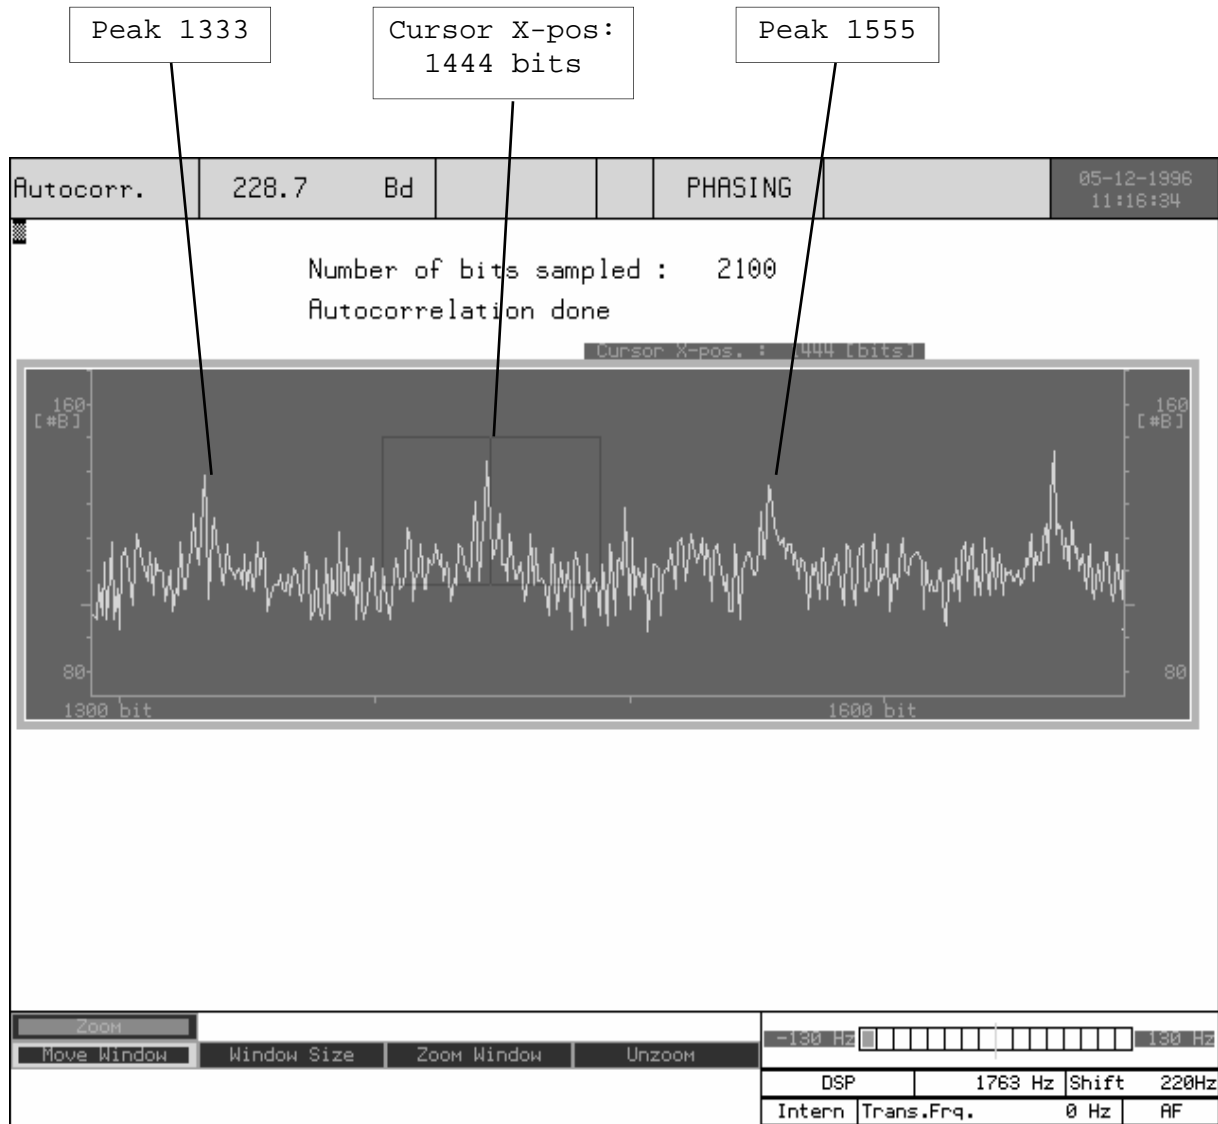 Peak 1333
Cursor X-pos:
1444 bits
Peak 1555
Autocorr. 228.7 Bd PHASING 05-12-1996
11:16:34
Number of bits sampled : 2100
Autocorrelation done
Cursor X-pos. : 1444 [bits]
160 160
[#B] [#B]
80 80
1300 bit 1600 bit
Zoom
-130 Hz 130 Hz
Move Window Window Size Zoom Window Unzoom
DSP 1763 Hz Shift 220Hz
Intern Trans.Frq. 0 Hz AF